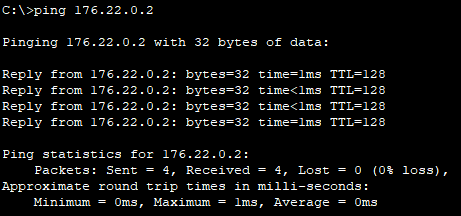 C:\>ping 176.22.0.2
Pinging 176.22.0.2 with 32 bytes of data:
Reply from 176.22.0.2: bytes=32 time=1ms TTL=128
Reply from 176.22.0.2: bytes=32 time<1ms TTL=128
Reply from 176.22.0.2: bytes=32 time<1ms TTL=128
Reply from 176.22.0.2: bytes=32 time=1ms TTL=128
Ping statistics for 176.22.0.2:
Packets: Sent = 4, Received = 4, Lost = 0 (0% loss),
Approximate round trip times in milli-seconds:
Minimum = 0ms, Maximum = 1ms, Average = 0ms